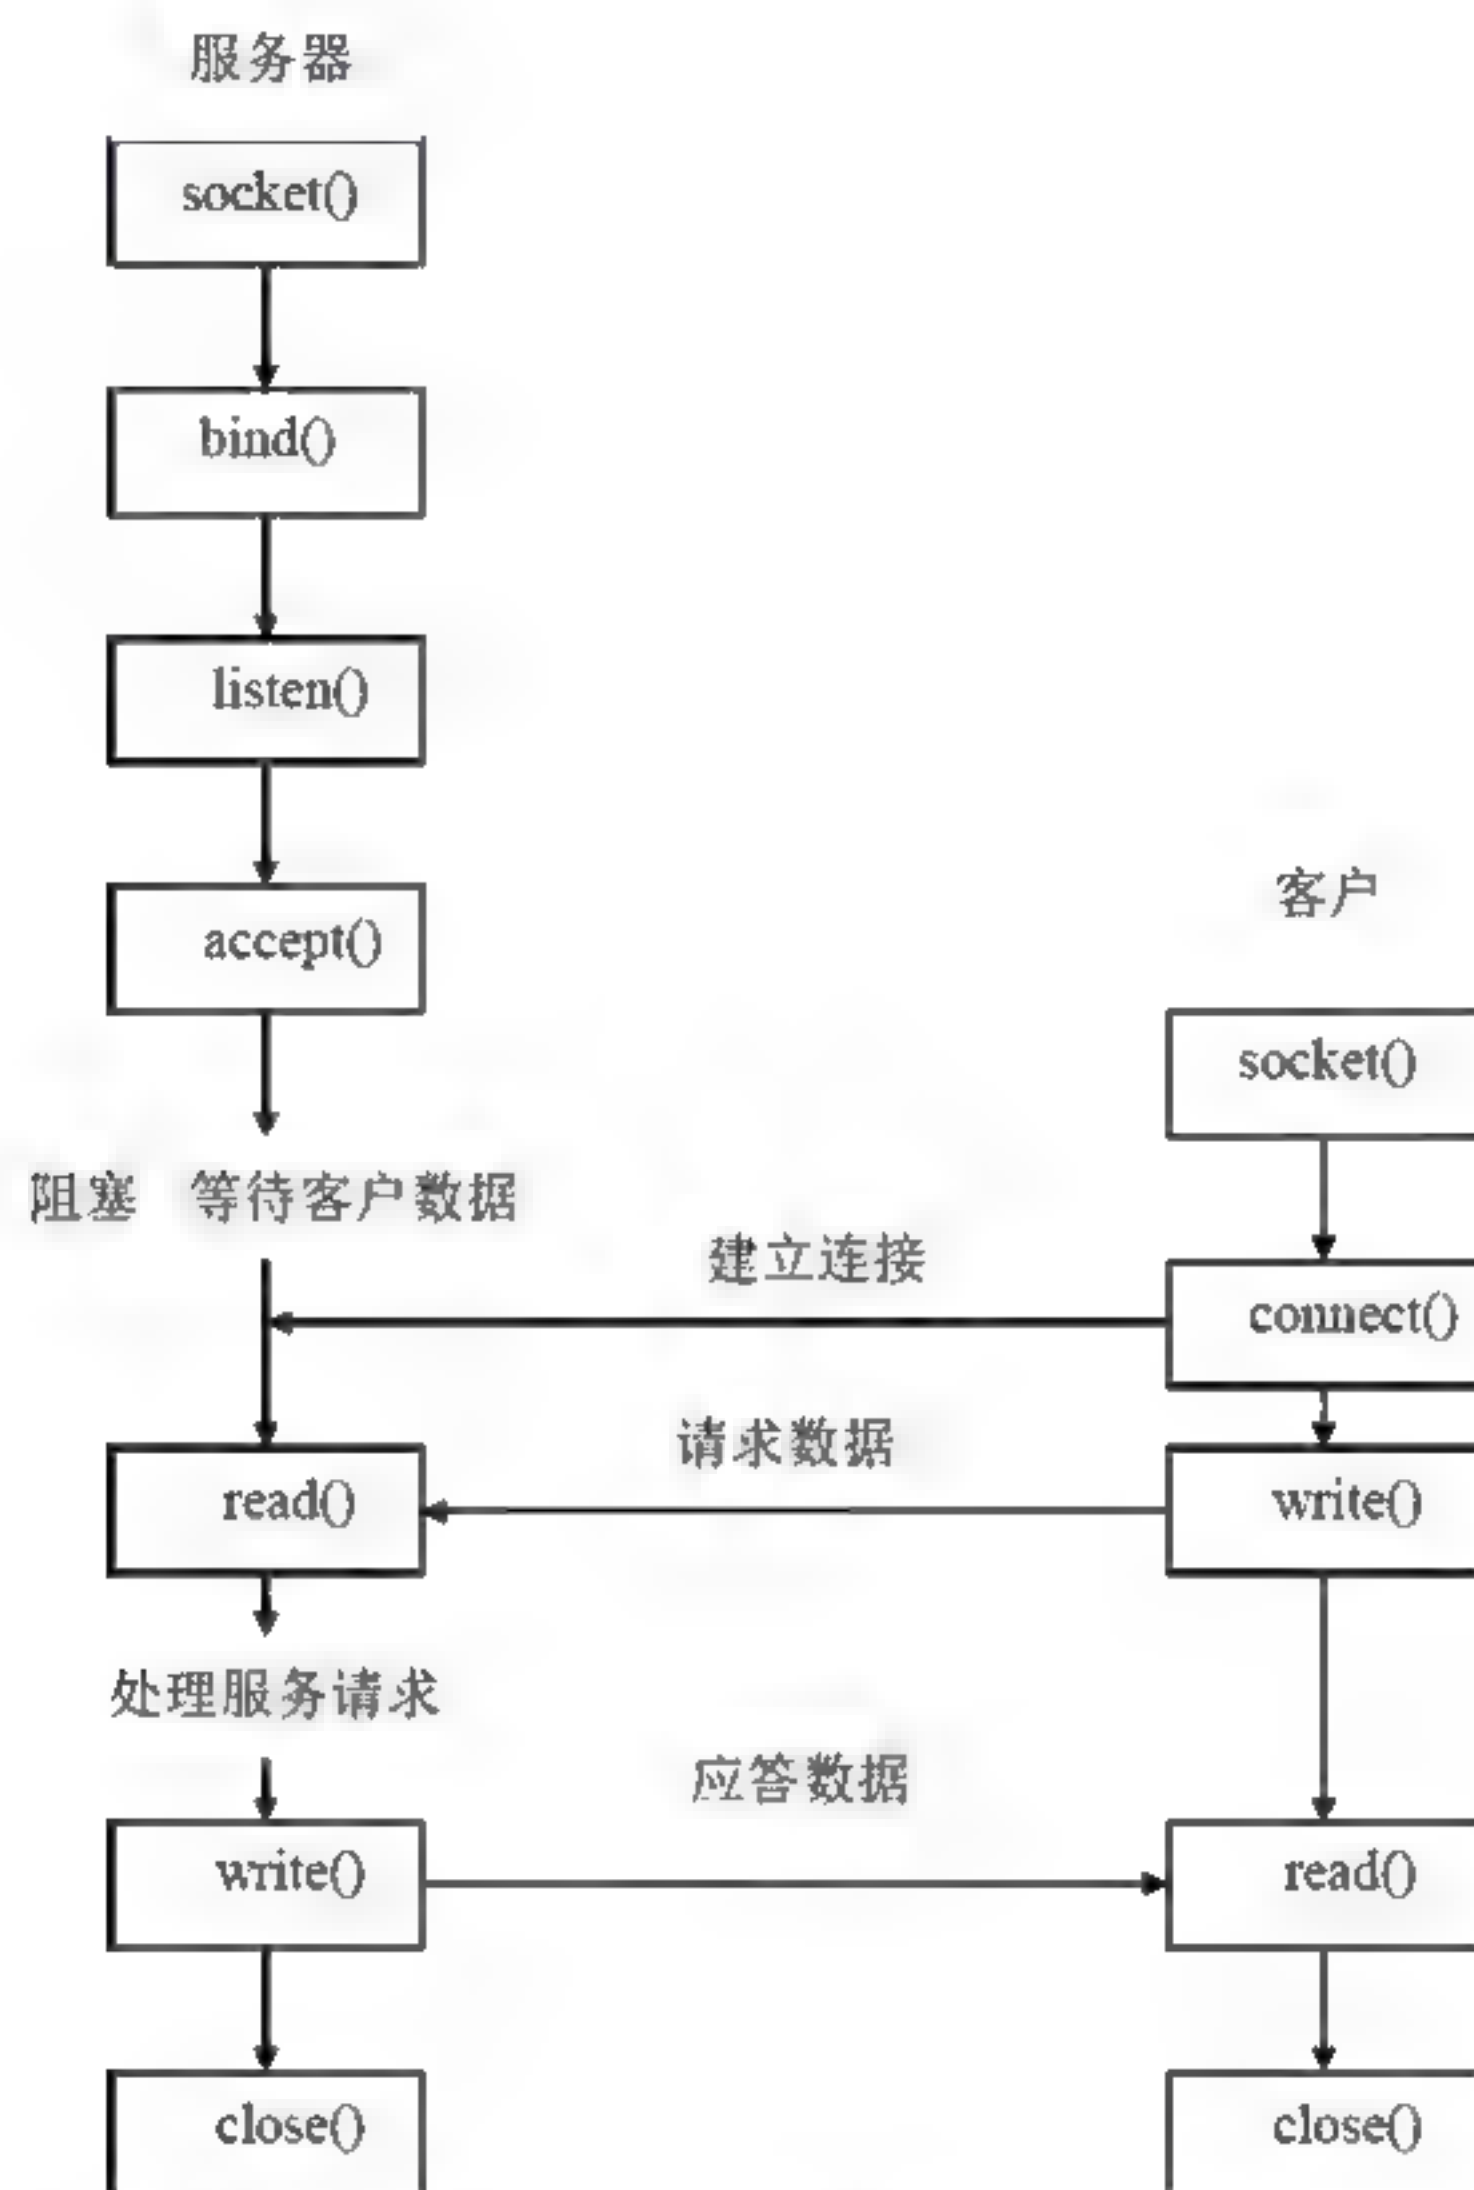 服务器
socket()
bind()
listen()
accept()
客户
socket()
阻塞 等待客户数据
建立连接
connect()
请求数据
read()
write()
处理服务请求
应答数据
write()
read()
close()
close()